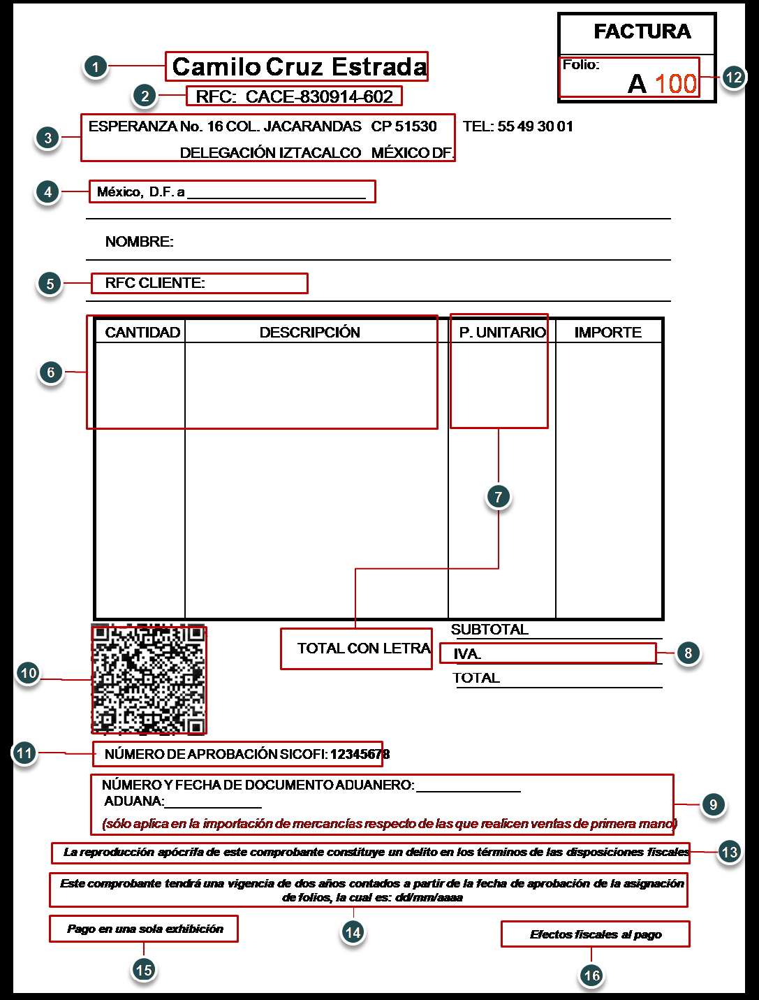 FACTURA
1 Camilo Cruz Estrada
Folio:
A 100 12
2 RFC: CACE-830914-602
3 ESPERANZA No. 16 COL. JACARANDAS CP 51530 TEL: 55 49 30 01
DELEGACIÓN IZTACALCO MÉXICO DF.
4 México, D.F. a
NOMBRE:
5 RFC CLIENTE:
CANTIDAD DESCRIPCIÓN P. UNITARIO IMPORTE
6
7
SUBTOTAL
TOTAL CON LETRA
IVA. 8
10
TOTAL
11 NÚMERO DE APROBACIÓN SICOFI: 12345678
NÚMERO Y FECHA DE DOCUMENTO ADUANERO:
ADUANA: 9
(sólo aplica en la importación de mercancías respecto de las que realicen ventas de primera mano)
La reproducción apócrifa de este comprobante constituye un delito en los términos de las disposiciones fiscales 13
Este comprobante tendrá una vigencia de dos años contados a partir de la fecha de aprobación de la asignación
de folios, la cual es: dd/mm/aaaa
14
Pago en una sola exhibición
Efectos fiscales al pago
15
16